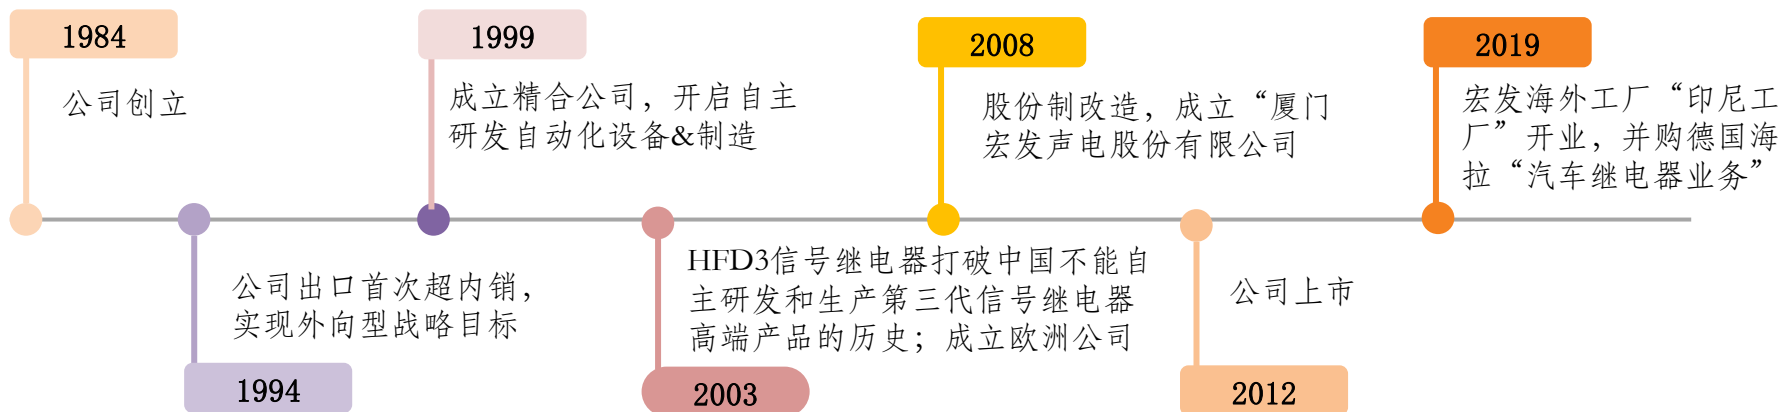 1984
公司创立
1994
公司出口首次超内销，
实现外向型战略目标
1999
成立精合公司，开启自主
研发自动化设备&制造
2003
HFD3信号继电器打破中国不能自
主研发和生产第三代信号继电器
高端产品的历史；成立欧洲公司
2008
股份制改造，成立“厦门
宏发声电股份有限公司
2012
公司上市
2019
宏发海外工厂“印尼工
厂”开业，并购德国海
拉“汽车继电器业务”